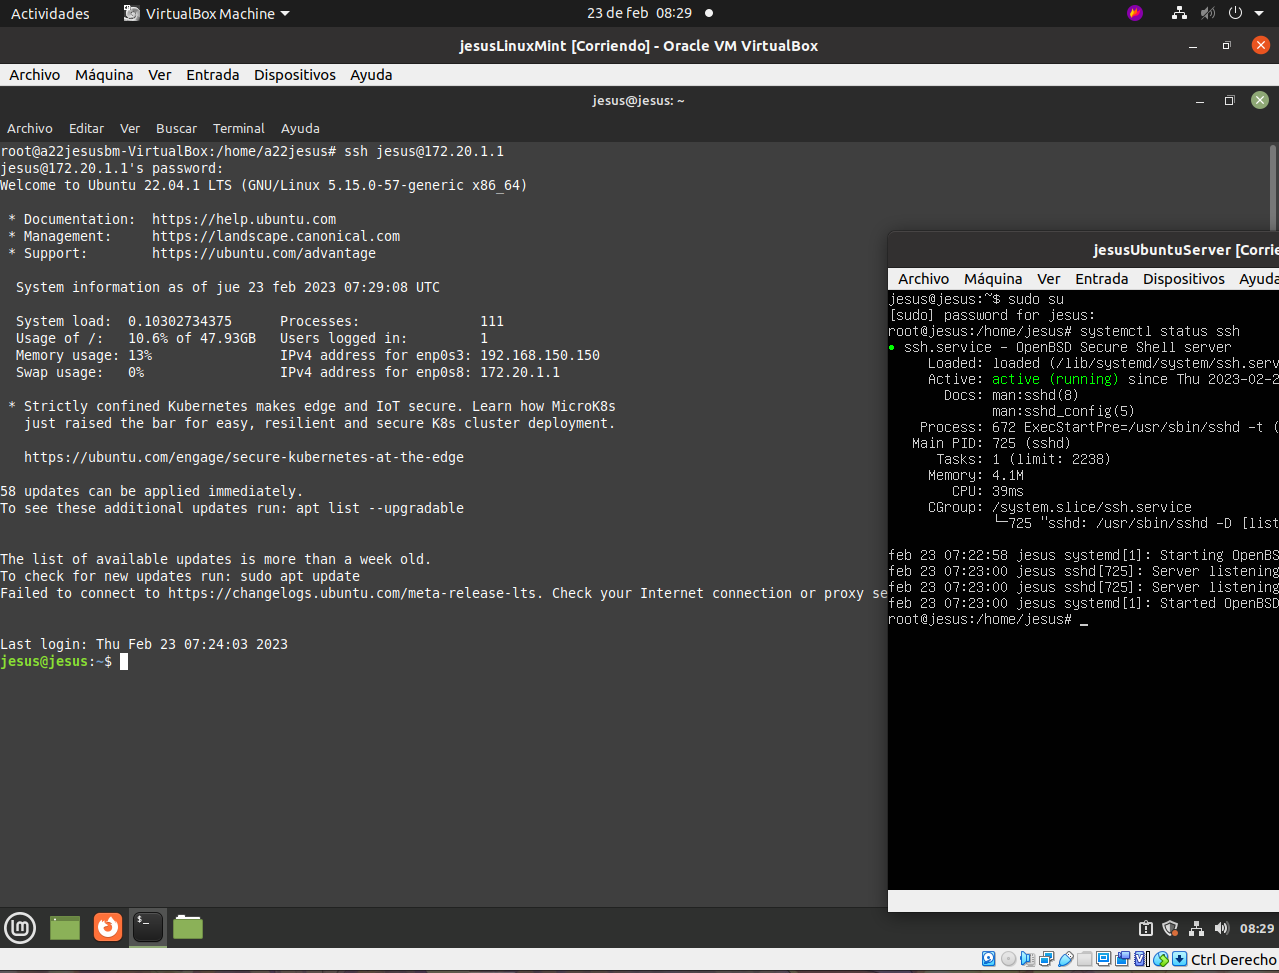 Actividades
VirtualBox Machine
23 de feb 08:29
jesusLinuxMint [Corriendo] - Oracle VM VirtualBox
Archivo Máquina Ver Entrada Dispositivos Ayuda
jesus@jesus: ~
Archivo Editar Ver Buscar Terminal Ayuda
root@a22jesusbm-VirtualBox:/home/a22jesus# ssh jesus@172.20.1.1
jesus@172.20.1.1's password:
Welcome to Ubuntu 22.04.1 LTS (GNU/Linux 5.15.0-57-generic x86_64)
* Documentation: https://help.ubuntu.com
* Management: https://landscape.canonical.com
* Support: https://ubuntu.com/advantage
System information as of jue 23 feb 2023 07:29:08 UTC
System load: 0.10302734375 Processes: 111
Usage of /: 10.6% of 47.93GB Users logged in: 1
Memory usage: 13% IPv4 address for enp0s3: 192.168.150.150
Swap usage: 0% IPv4 address for enp0s8: 172.20.1.1
* Strictly confined Kubernetes makes edge and IoT secure. Learn how MicroK8s
just raised the bar for easy, resilient and secure K8s cluster deployment.
https://ubuntu.com/engage/secure-kubernetes-at-the-edge
58 updates can be applied immediately.
To see these additional updates run: apt list --upgradable
The list of available updates is more than a week old.
To check for new updates run: sudo apt update
Failed to connect to https://changelogs.ubuntu.com/meta-release-lts. Check your Internet connection or proxy se
Last login: Thu Feb 23 07:24:03 2023
jesus@jesus:~$
jesusUbuntuServer [Corrie
Archivo Máquina Ver Entrada Dispositivos Ayuda
jesus@jesus:~$ sudo su
[sudo] password for jesus:
root@jesus:/home/jesus# systemctl status ssh
● ssh.service - OpenBSD Secure Shell server
Loaded: loaded (/lib/systemd/system/ssh.serv
Active: active (running) since Thu 2023-02-2
Docs: man:sshd(8)
man:sshd_config(5)
Process: 672 ExecStartPre=/usr/sbin/sshd -t (
Main PID: 725 (sshd)
Tasks: 1 (limit: 2238)
Memory: 4.1M
CPU: 39ms
CGroup: /system.slice/ssh.service
└─725 "sshd: /usr/sbin/sshd -D [list
feb 23 07:22:58 jesus systemd[1]: Starting OpenBS
feb 23 07:23:00 jesus sshd[725]: Server listening
feb 23 07:23:00 jesus sshd[725]: Server listening
feb 23 07:23:00 jesus systemd[1]: Started OpenBSD
root@jesus:/home/jesus# _
08:29
Ctrl Derecho